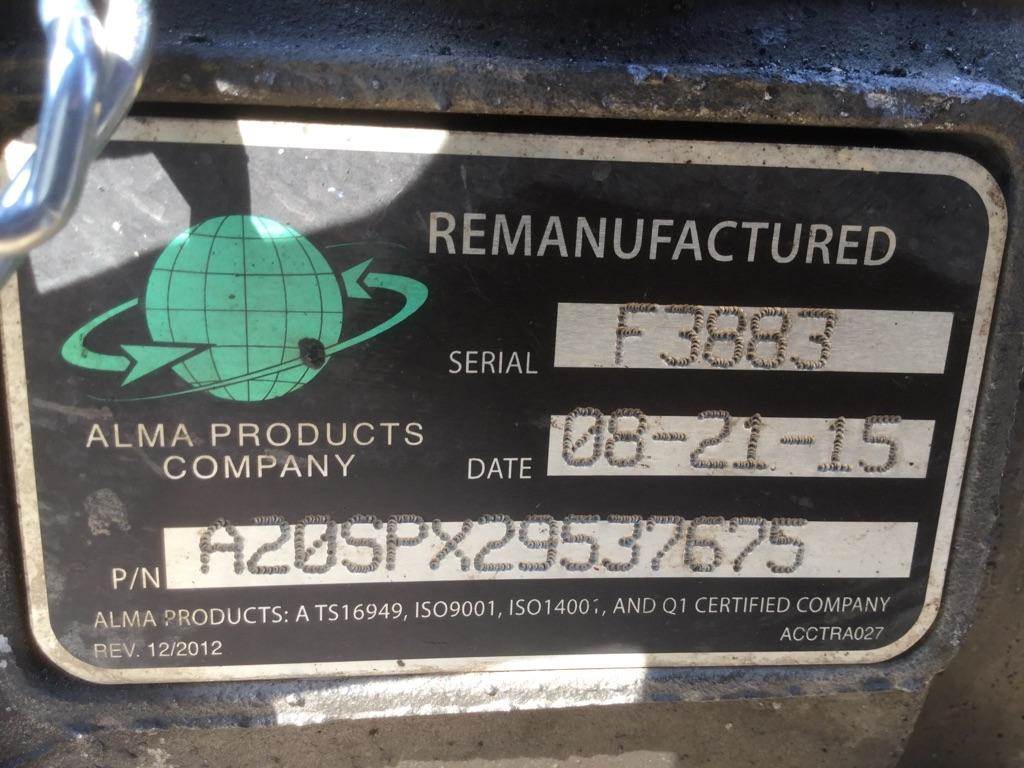 REMANUFACTURED
SERIAL F3883
ALMA PRODUCTS
COMPANY
DATE 08-21-15
P/N A20SPX29537675
ALMA PRODUCTS: A TS16949, ISO9001, ISO14001, AND Q1 CERTIFIED COMPANY
ACCTRA027
REV. 12/2012